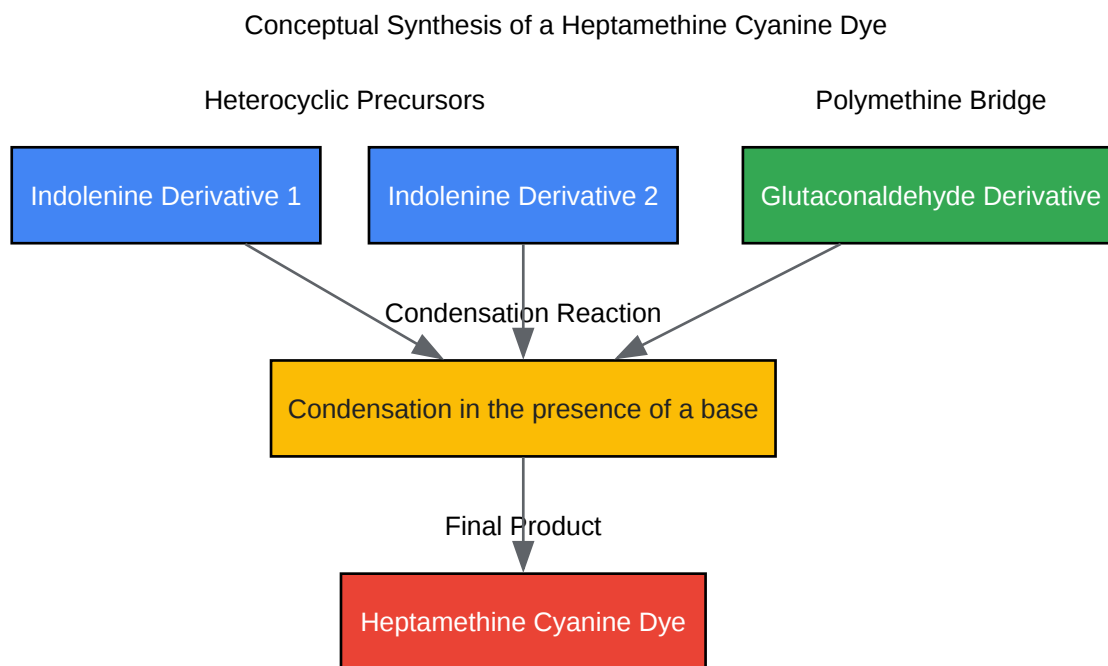 Conceptual Synthesis of a Heptamethine Cyanine Dye
Heterocyclic Precursors
Polymethine Bridge
Indolenine Derivative 1
Indolenine Derivative 2
Glutaconaldehyde Derivative
Condensation Reaction
Condensation in the presence of a base
Final Product
Heptamethine Cyanine Dye